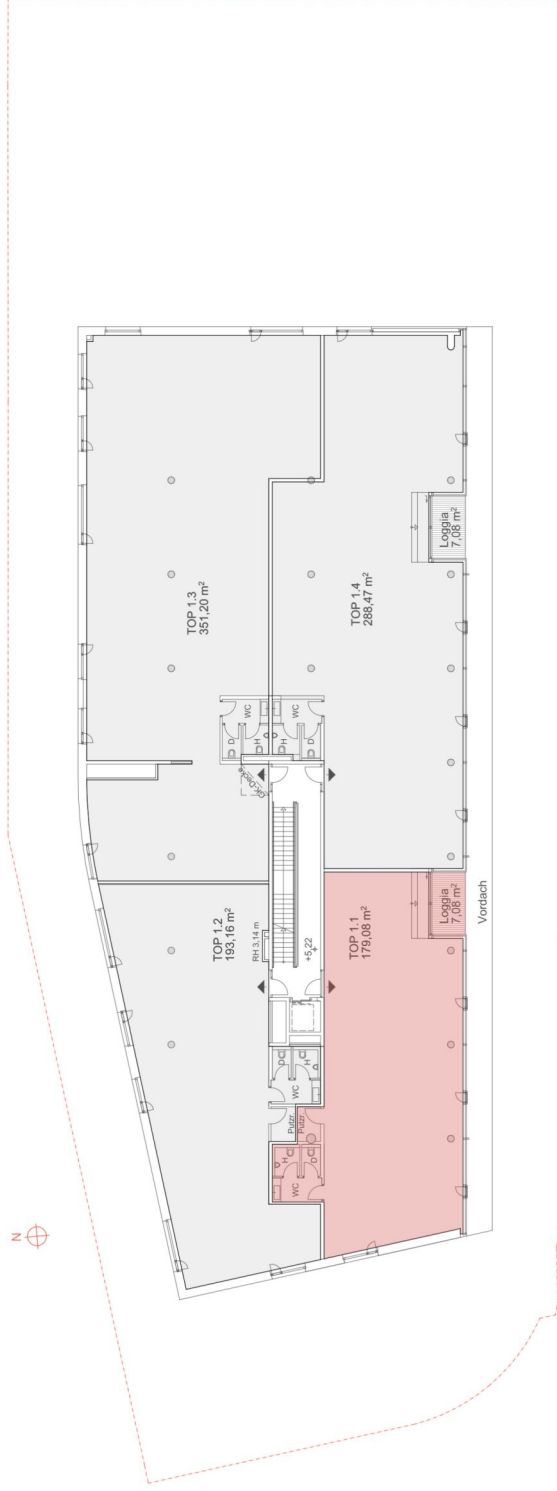 N
TOP 1.3
351,20 m²
TOP 1.4
288,47 m²
Loggia
7,08 m²
WC
D
H
WC
H
D
GK-Decke
TOP 1.2
193,16 m²
RH 3,14 m
+5,22
TOP 1.1
179,08 m²
Loggia
7,08 m²
Vordach
D
H
WC
Putzr
Putzr
H
D
WC